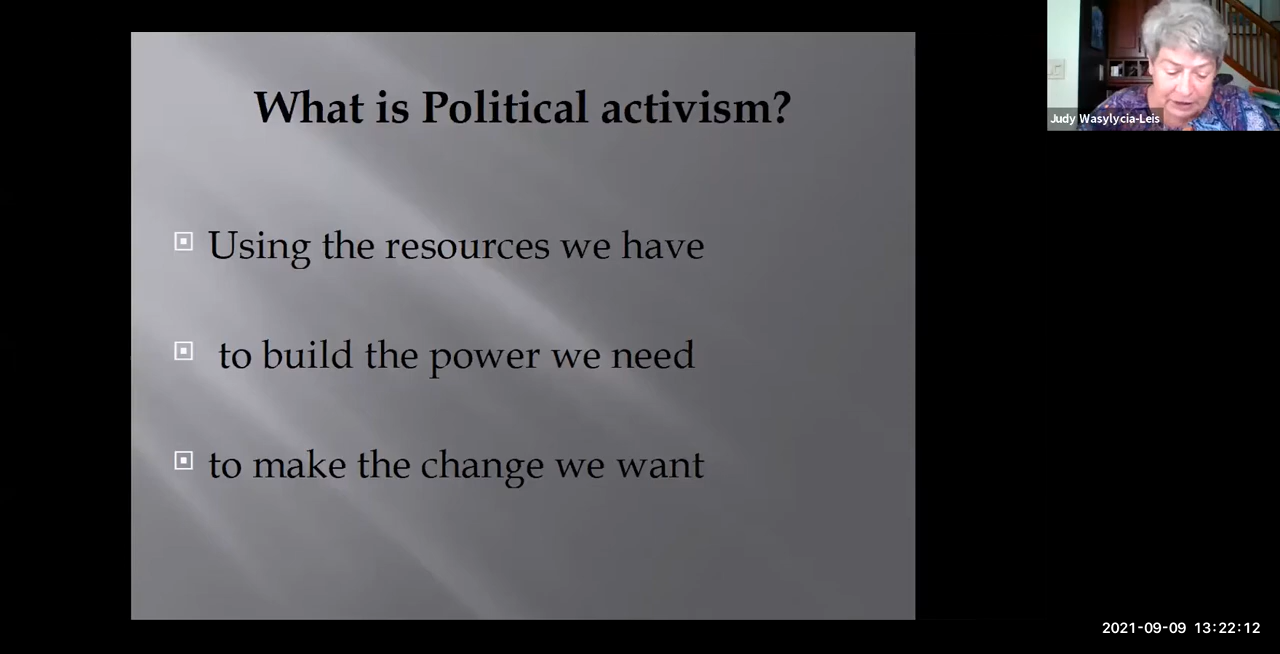 What is Political activism?
Using the resources we have
to build the power we need
to make the change we want
Judy Wasylycia-Leis
2021-09-09 13:22:12